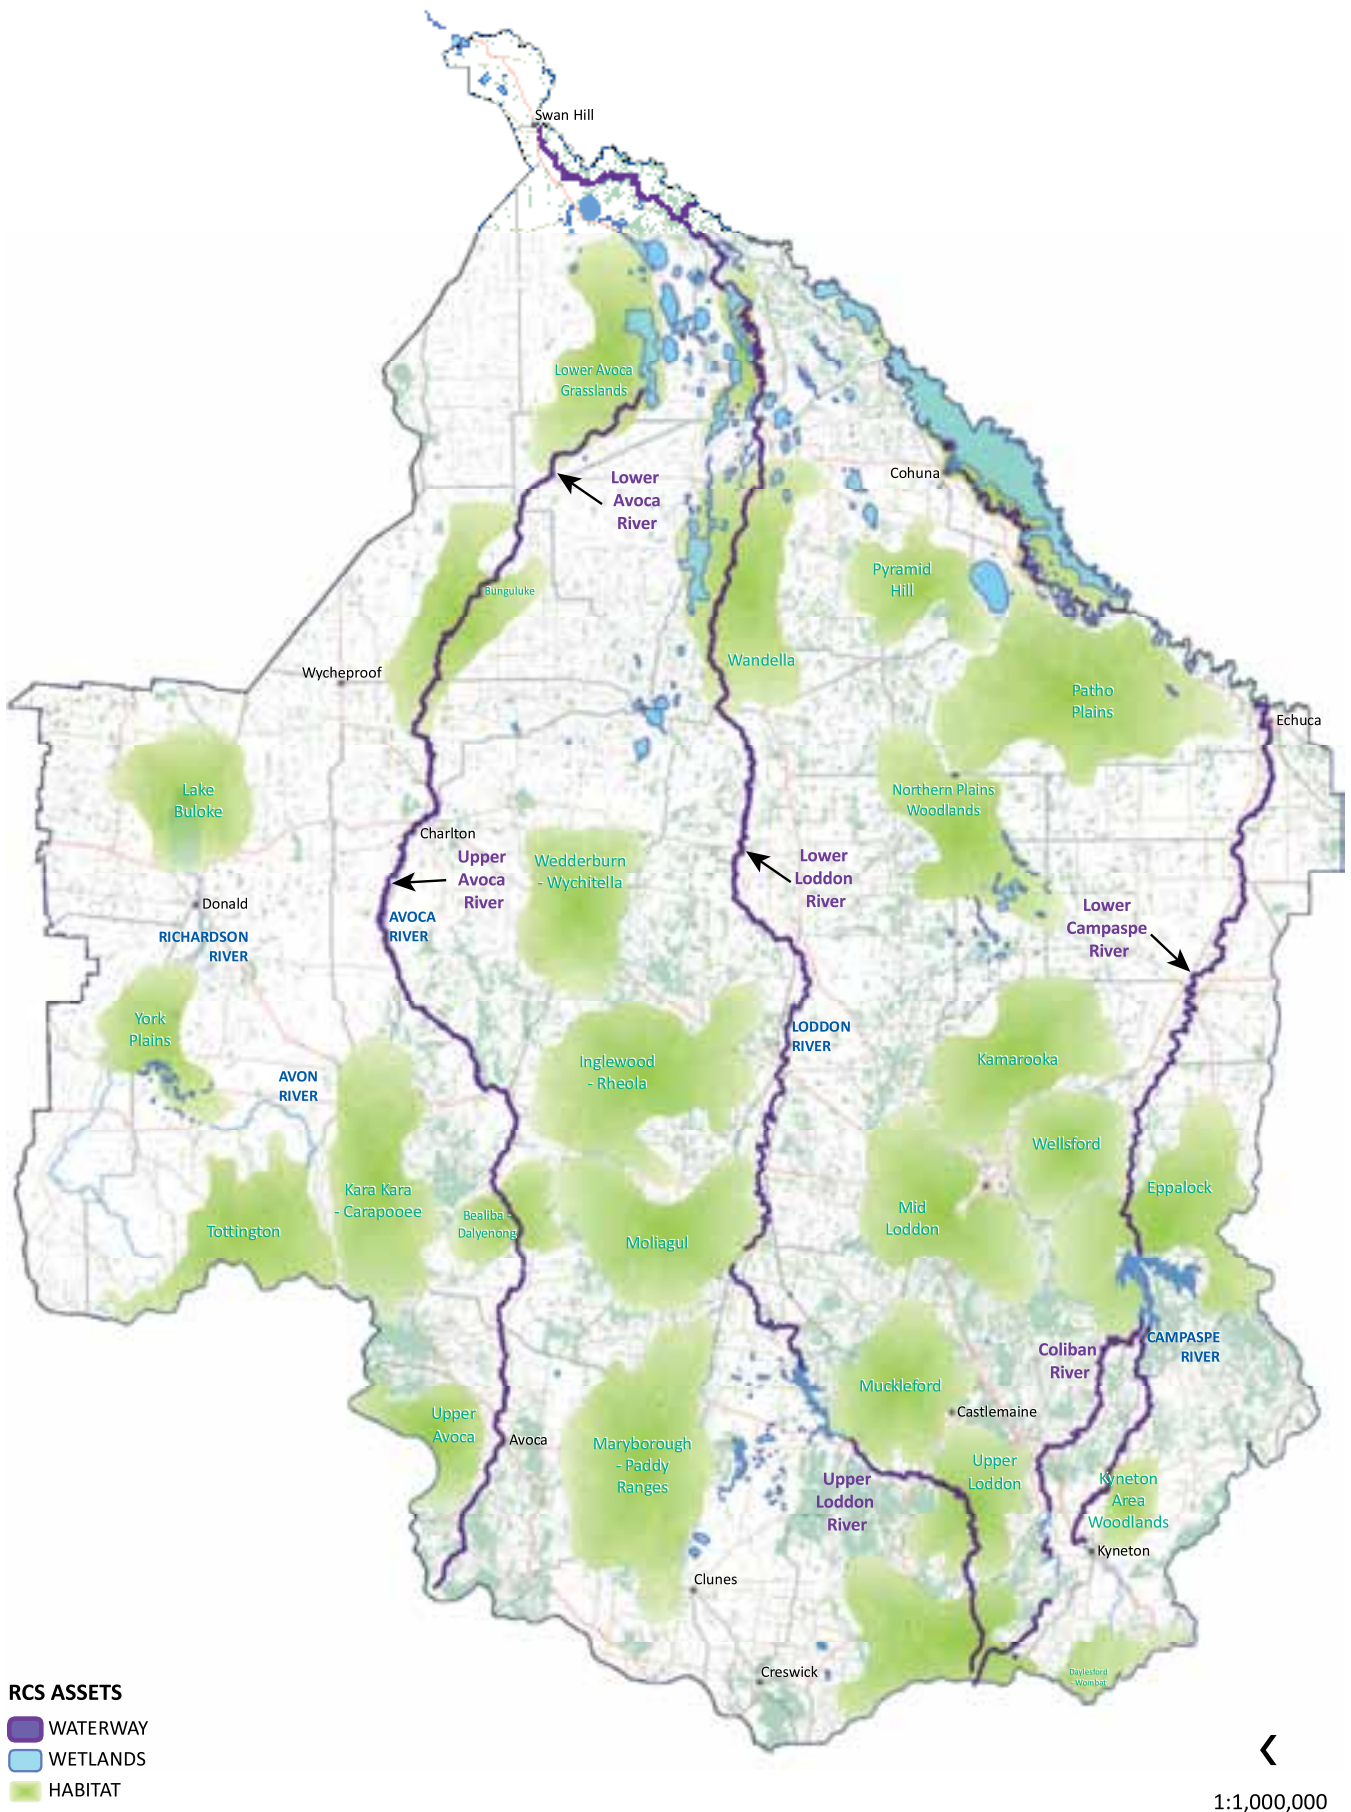 Swan Hill
Lower Avoca
Grasslands
Lower
Avoca
River
Cohuna
Pyramid
Hill
Bunguluke
Wandella
Wycheproof
Patho
Plains
Echuca
Lake
Buloke
Northern Plains
Woodlands
Charlton
Upper
Avoca
River
Wedderburn
- Wychitella
Lower
Loddon
River
Donald
AVOCA
RIVER
RICHARDSON
RIVER
Lower
Campaspe
River
York
Plains
LODDON
RIVER
Inglewood
- Rheola
Kamarooka
AVON
RIVER
Wellsford
Kara Kara
- Carapooee
Eppalock
Bealiba -
Dalyenong
Mid
Loddon
Tottington
Moliagul
Coliban
River
CAMPASPE
RIVER
Muckleford
Castlemaine
Upper
Avoca
Avoca
Maryborough
- Paddy
Ranges
Upper
Loddon
Upper
Loddon
River
Kyneton
Area
Woodlands
Kyneton
Clunes
Creswick
Daylesford
- Wombat
RCS ASSETS
WATERWAY
WETLANDS
HABITAT
1:1,000,000